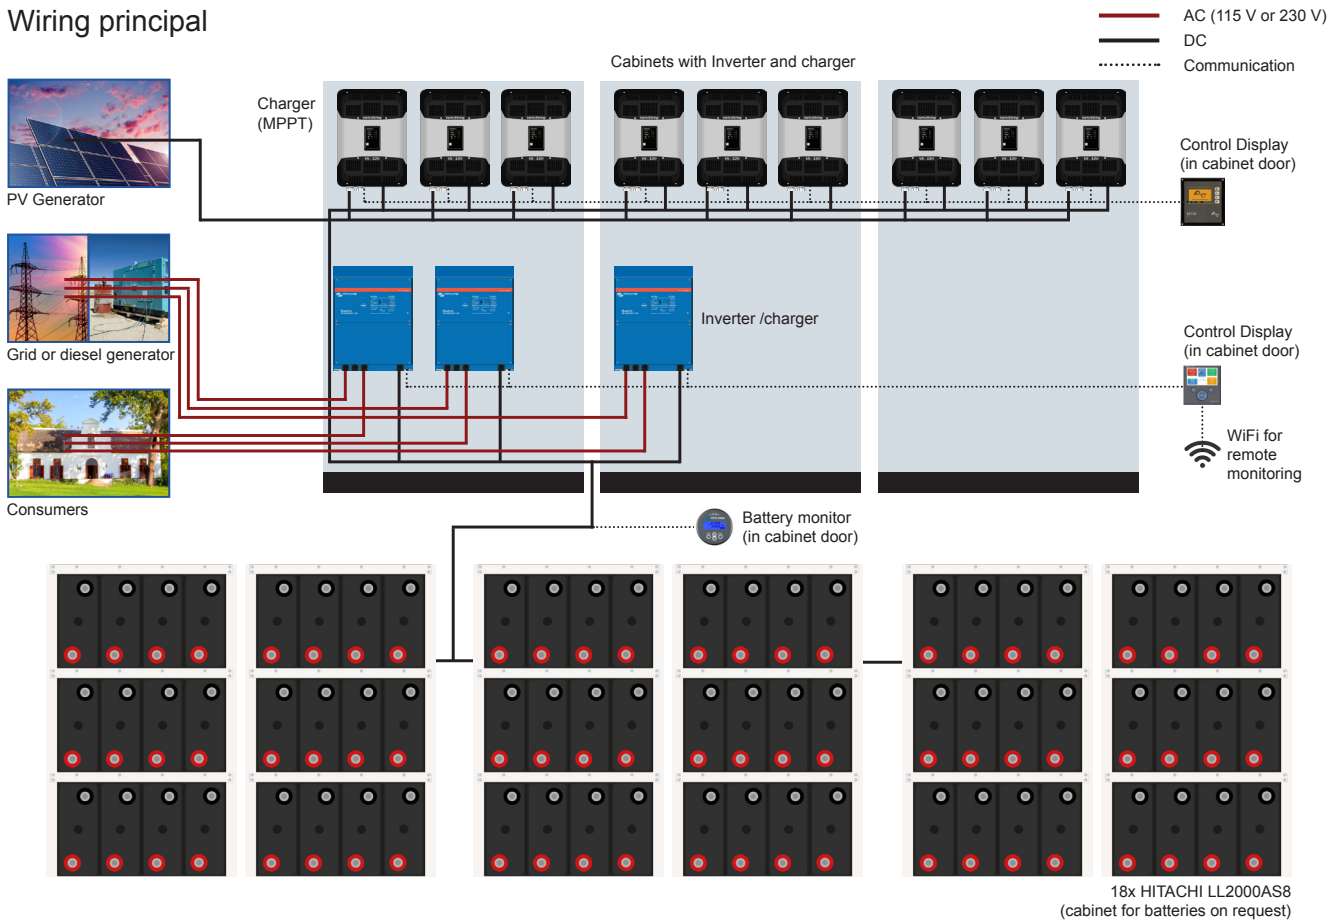 Wiring principal
AC (115 V or 230 V)
DC
Communication
Cabinets with Inverter and charger
Charger
(MPPT)
PV Generator
Control Display
(in cabinet door)
Grid or diesel generator
Inverter /charger
Control Display
(in cabinet door)
WiFi for
remote
monitoring
Consumers
Battery monitor
(in cabinet door)
18x HITACHI LL2000AS8
(cabinet for batteries on request)